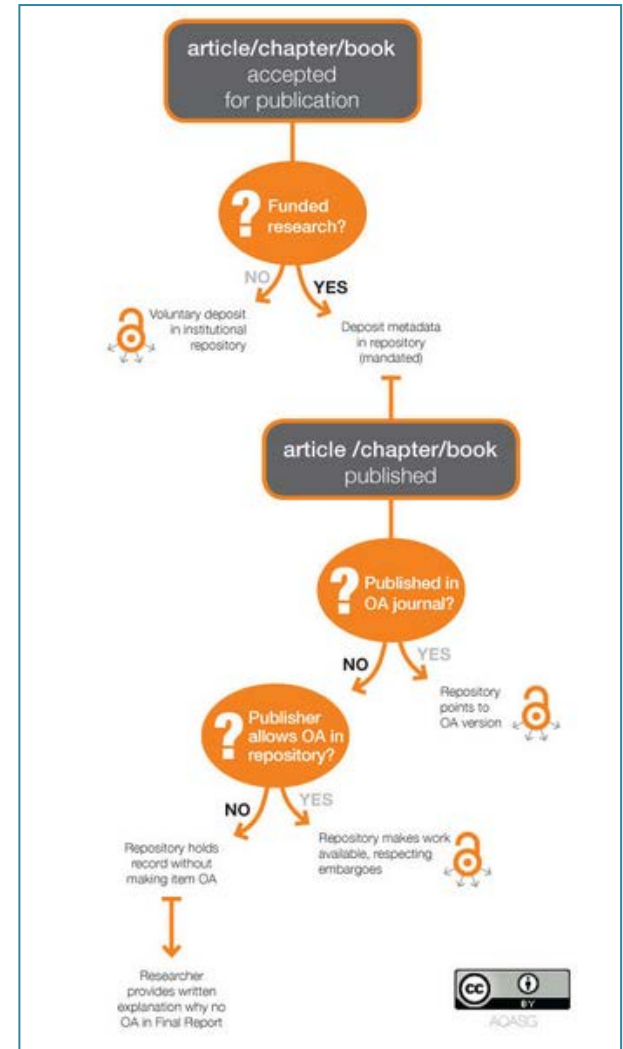 article/chapter/book
accepted
for publication
?
Funded
research?
NO
YES
Voluntary deposit
in institutional
repository
Deposit metadata
in repository
(mandated)
article /chapter/book
published
?
Published in
OA journal?
NO
YES
Repository
points to
OA version
?
Publisher
allows OA in
repository?
NO
YES
Repository holds
record without
making item OA
Repository makes work
available, respecting
embargoes
Researcher
provides written
explanation why no
OA in Final Report
cc
BY
AOASG